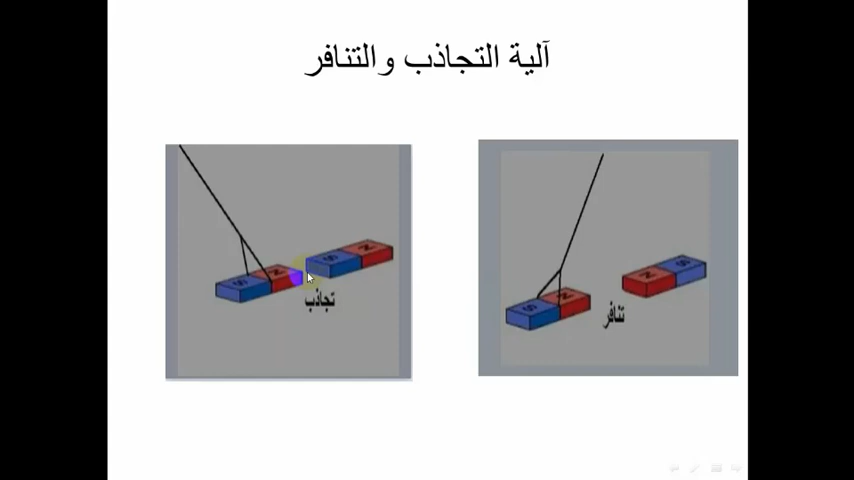 آلية التجاذب والتنافر
S N S N
تجاذب
S N N S
تنافر